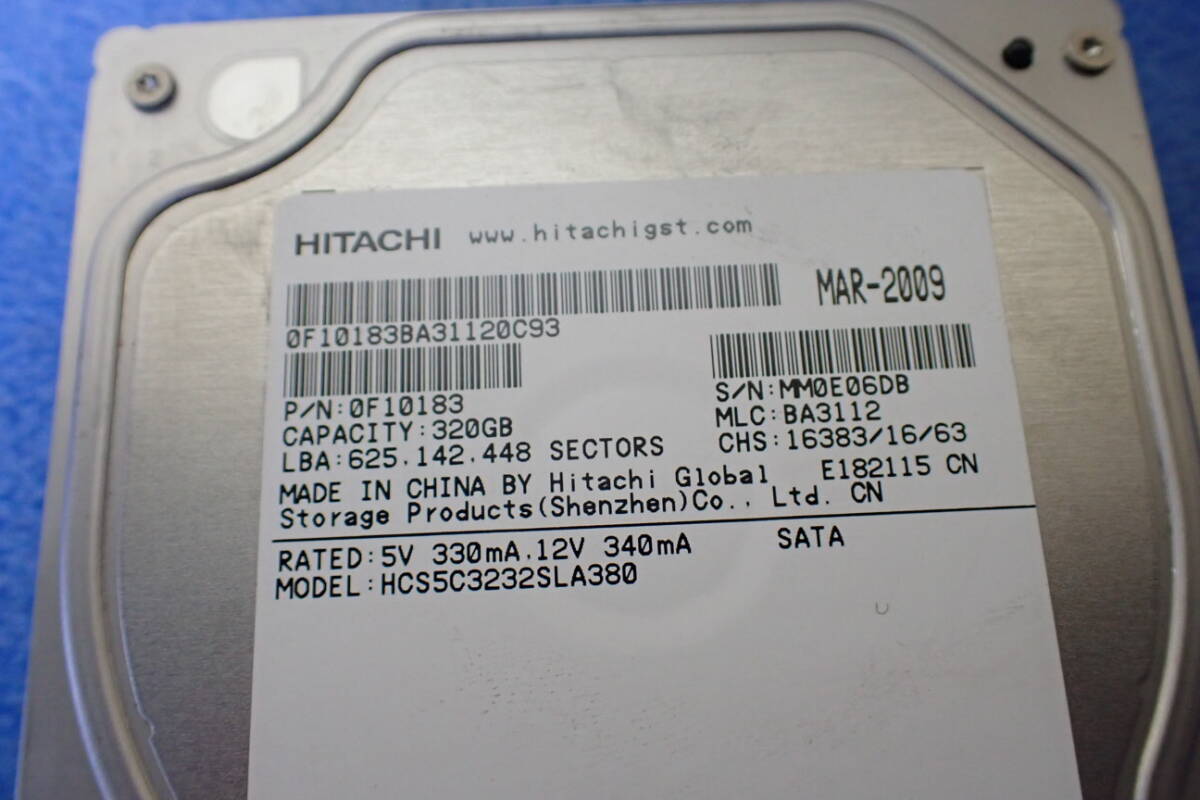 HITACHI www.hitachigst.com
MAR-2009
0F10183BA31120C93
P/N:0F10183
S/N:MM0E06DB
CAPACITY:320GB
MLC:BA3112
LBA:625.142.448 SECTORS
CHS:16383/16/63
MADE IN CHINA BY Hitachi Global E182115 CN
Storage Products(Shenzhen)Co., Ltd. CN
RATED:5V 330mA.12V 340mA SATA
MODEL:HCS5C3232SLA380